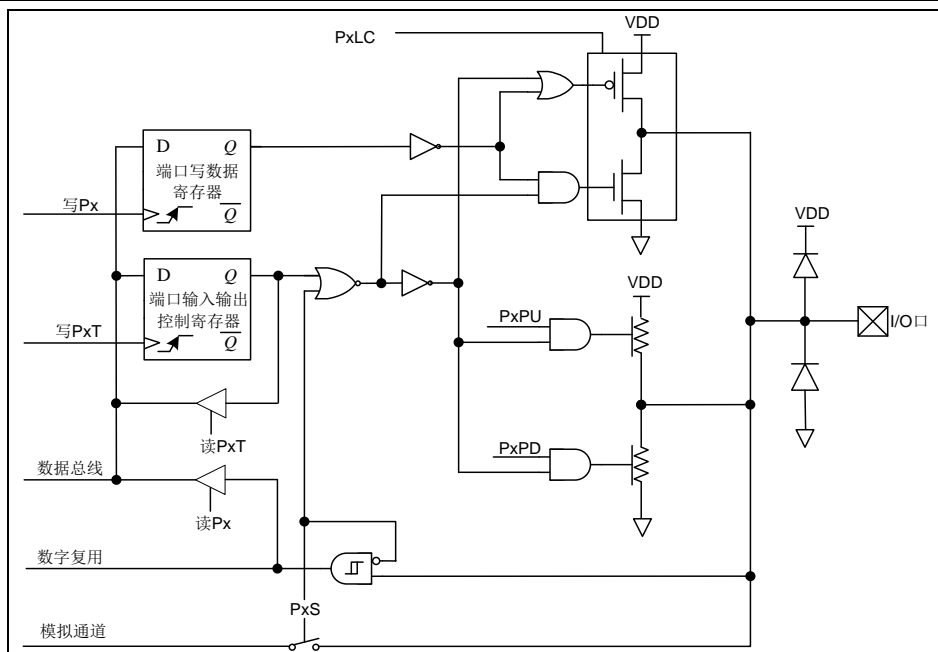 VDD
PxLC
D Q
端口写数据
寄存器
Q
写Px
VDD
D Q
端口输入输出
控制寄存器
Q
写PxT
VDD
PxPU
I/O口
读PxT
PxPD
数据总线
读Px
数字复用
PxS
模拟通道